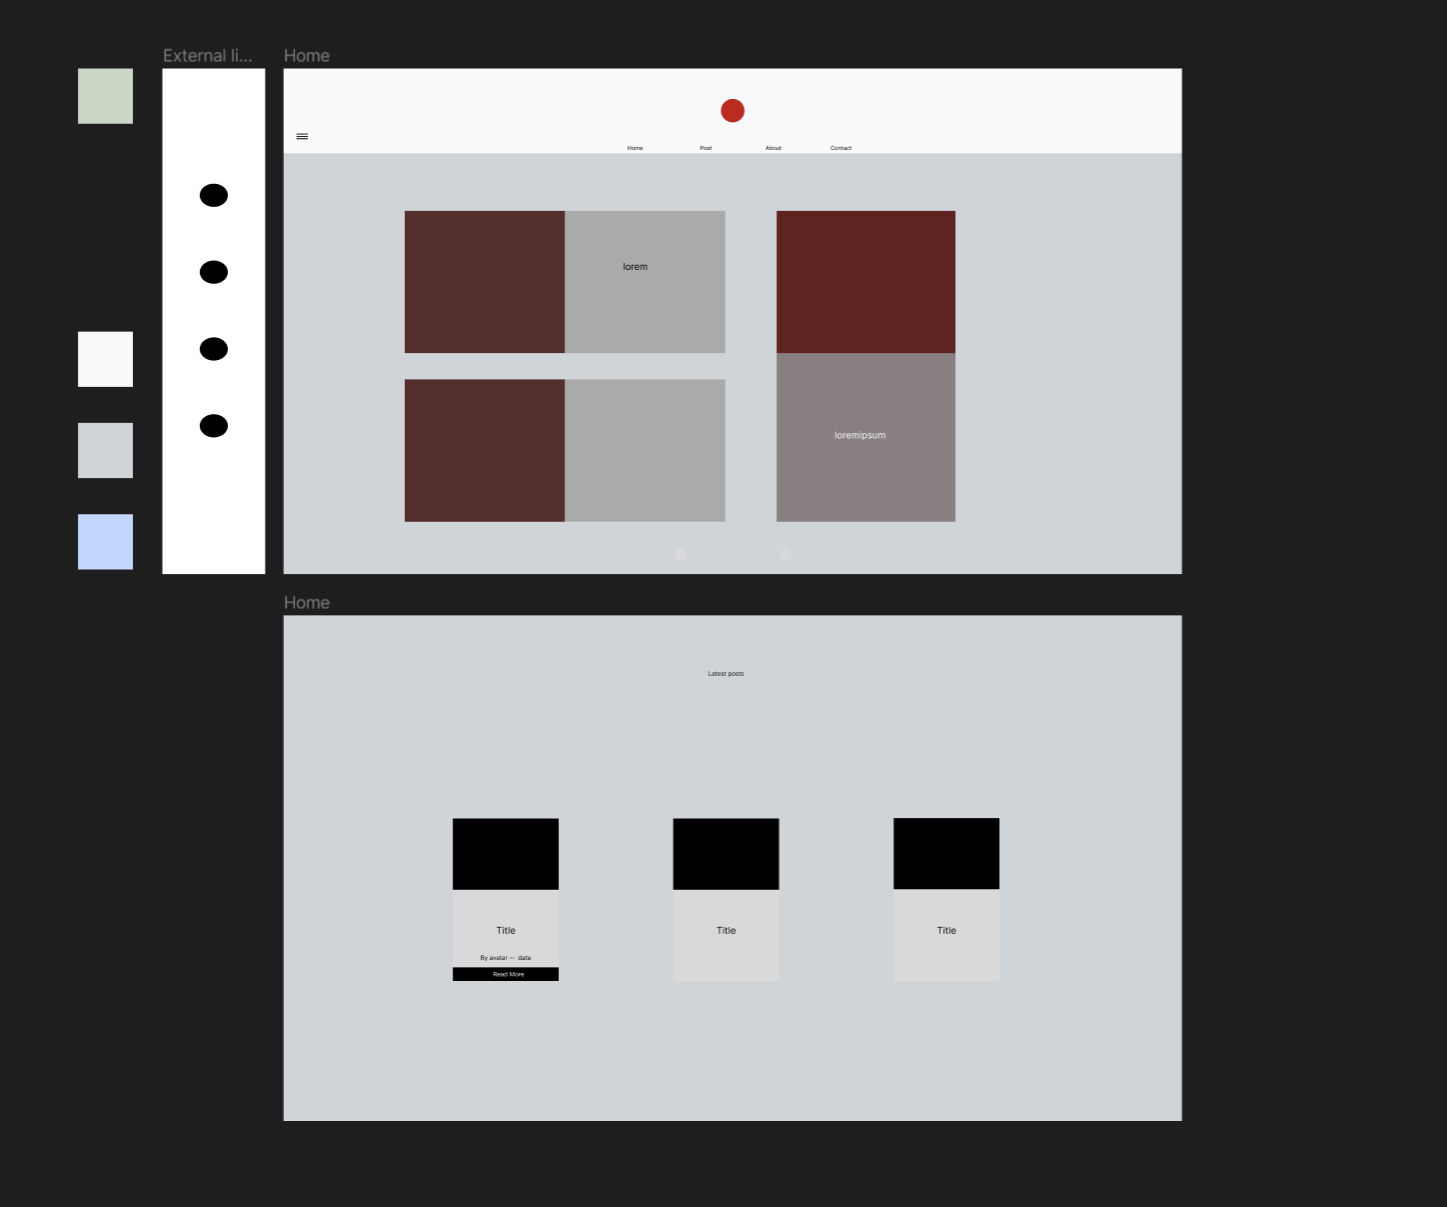 External li...
Home
Home
Post
About
Contact
lorem
loremipsum
Home
Latest posts
Title
Title
Title
By avatar -- date
Read More